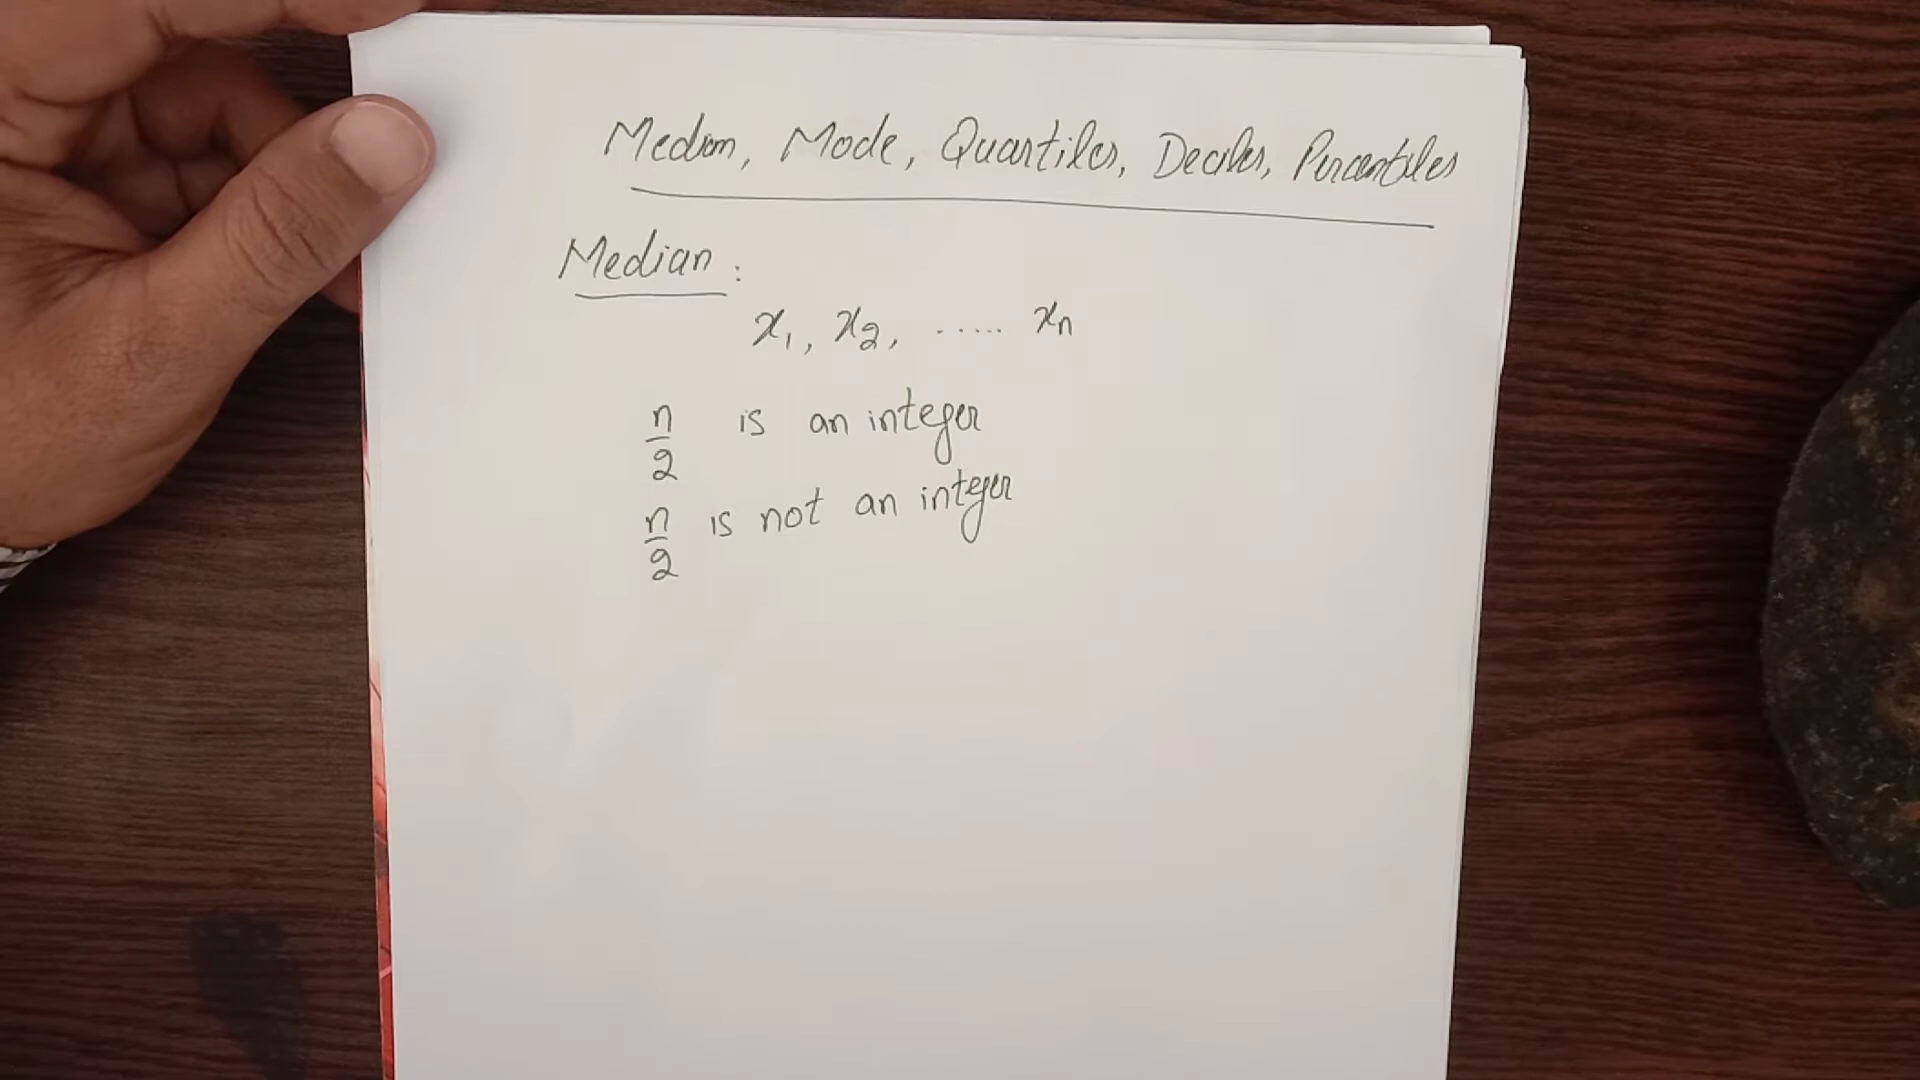 Median, Mode, Quartiles, Deciles, Percentiles
Median :
x₁, x₂, ..... xₙ
n/2 is an integer
n/2 is not an integer